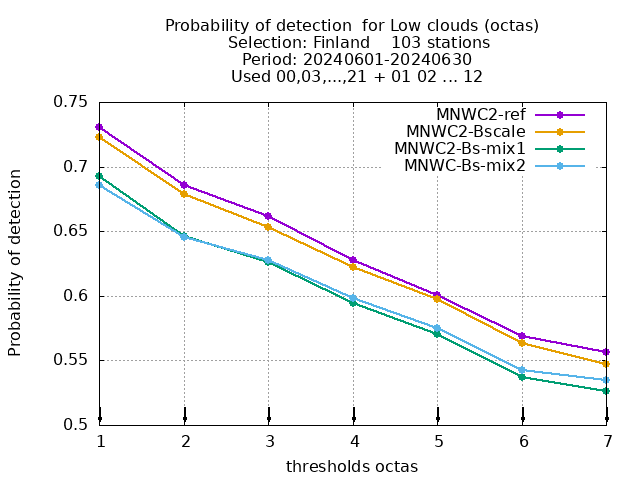 Probability of detection  for Low clouds (octas)
Selection: Finland    103 stations
Period: 20240601-20240630
Used 00,03,...,21 + 01 02 ... 12
MNWC2-ref
MNWC2-Bscale
MNWC2-Bs-mix1
MNWC-Bs-mix2
Probability of detection
0.75
0.7
0.65
0.6
0.55
0.5
1 2 3 4 5 6 7
thresholds octas